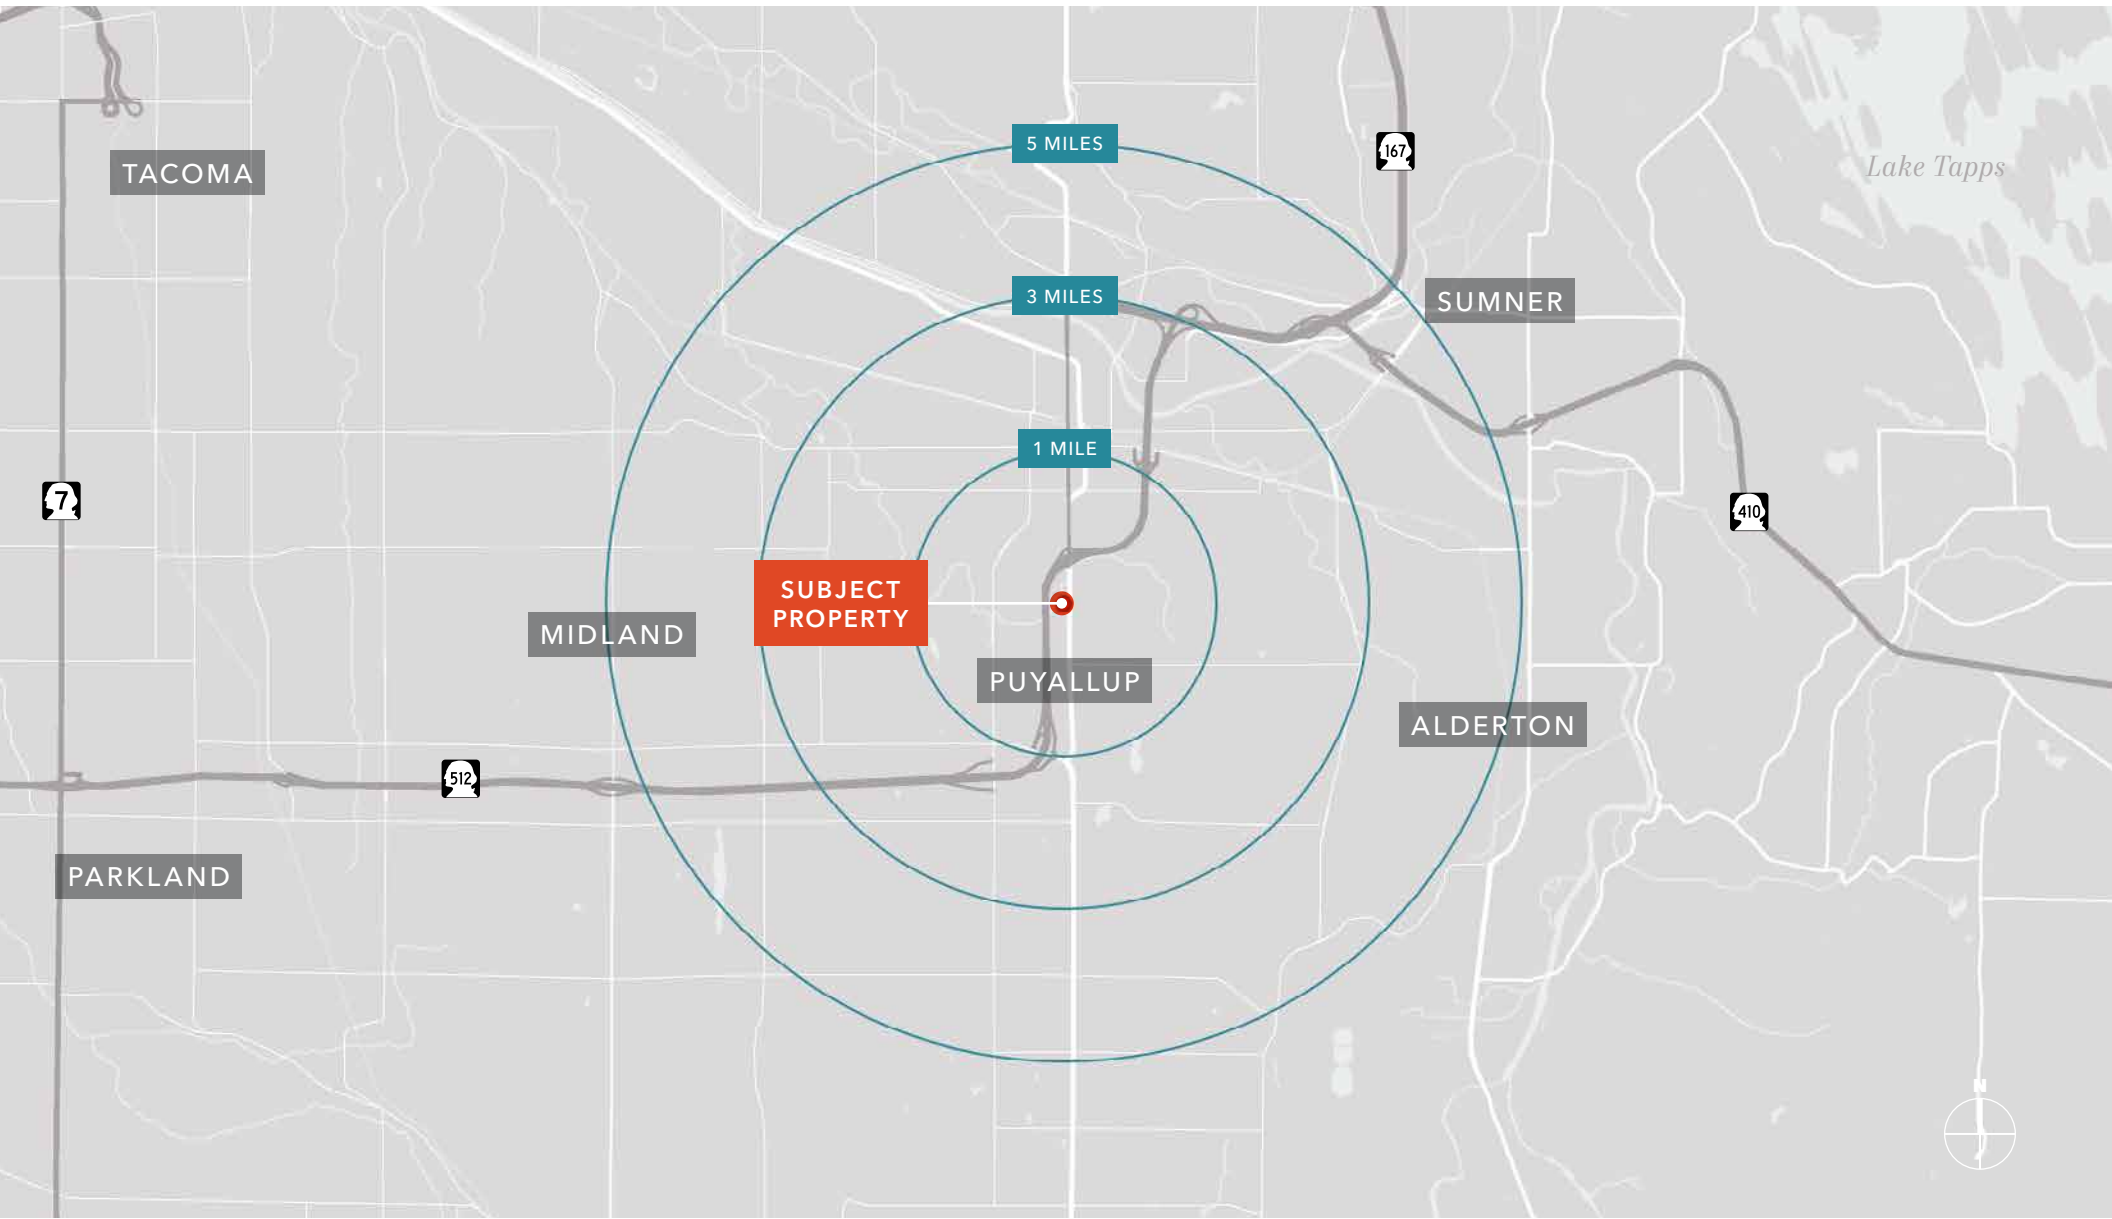 5 MILES
167
TACOMA
Lake Tapps
3 MILES
SUMNER
1 MILE
7
410
SUBJECT
PROPERTY
MIDLAND
PUYALLUP
ALDERTON
512
PARKLAND
N